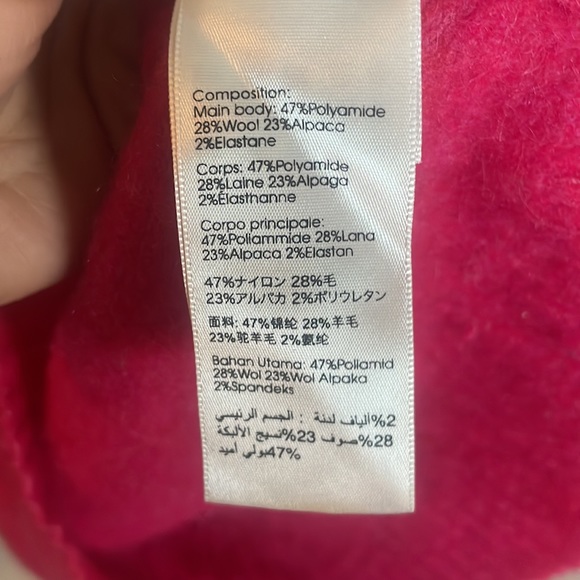 Composition:
Main body: 47%Polyamide
28%Wool 23%Alpaca
2%Elastane
Corps: 47%Polyamide
28%Laine 23%Alpaga
2%Élasthanne
Corpo principale:
47%Poliammide 28%Lana
23%Alpaca 2%Elastan
47%ナイロン 28%毛
23%アルパカ 2%ポリウレタン
面料: 47%锦纶 28%羊毛
23%驼羊毛 2%氨纶
Bahan Utama: 47%Poliamid
28%Wol 23%Wol Alpaka
2%Spandeks
2%ألياف لدنة : الجسم الرئيسي
28%صوف 23%نسيج الألبكة
47%بولي أميد